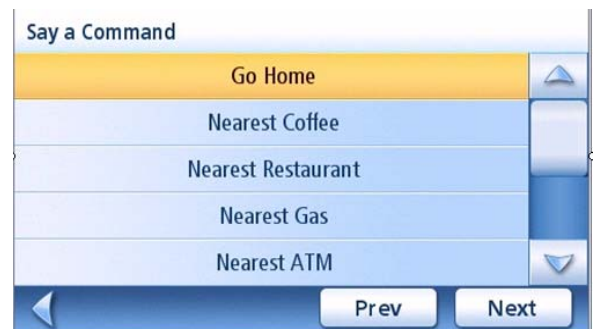 Say a Command
Go Home
Nearest Coffee
Nearest Restaurant
Nearest Gas
Nearest ATM
Prev Next